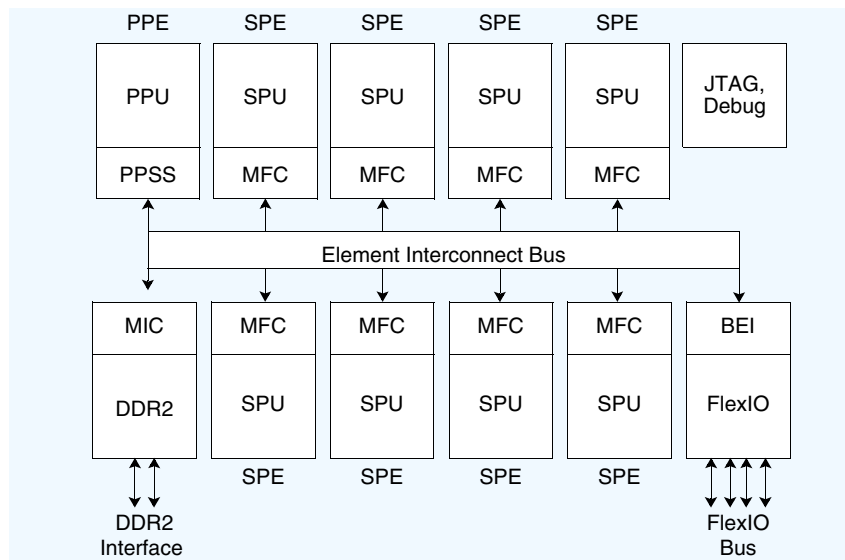 PPE SPE SPE SPE SPE
PPU SPU SPU SPU SPU JTAG,
Debug
PPSS MFC MFC MFC MFC
Element Interconnect Bus
MIC MFC MFC MFC MFC BEI
DDR2 SPU SPU SPU SPU FlexIO
SPE SPE SPE SPE
DDR2
Interface
FlexIO
Bus